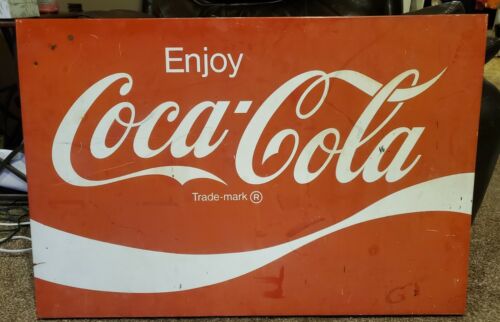 Enjoy
Coca-Cola
Trade-mark ®